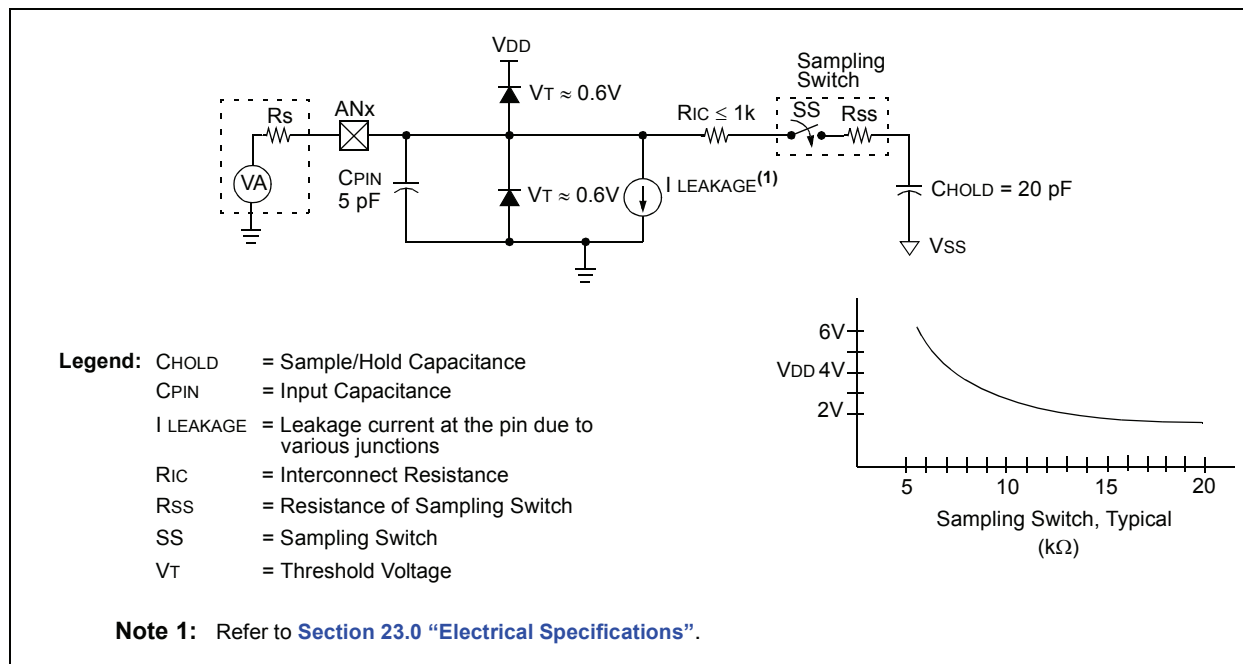 VDD
Sampling
Switch
VT ≈ 0.6V
ANx
Rs
RIC ≤ 1k
SS
RSS
VA
CPIN
5 pF
VT ≈ 0.6V
I LEAKAGE(1)
CHOLD = 20 pF
VSS
6V
VDD 4V
2V
5 10 15 20
Sampling Switch, Typical
(kΩ)
Legend: CHOLD = Sample/Hold Capacitance
CPIN = Input Capacitance
I LEAKAGE = Leakage current at the pin due to
various junctions
RIC = Interconnect Resistance
RSS = Resistance of Sampling Switch
SS = Sampling Switch
VT = Threshold Voltage
Note 1: Refer to Section 23.0 “Electrical Specifications”.